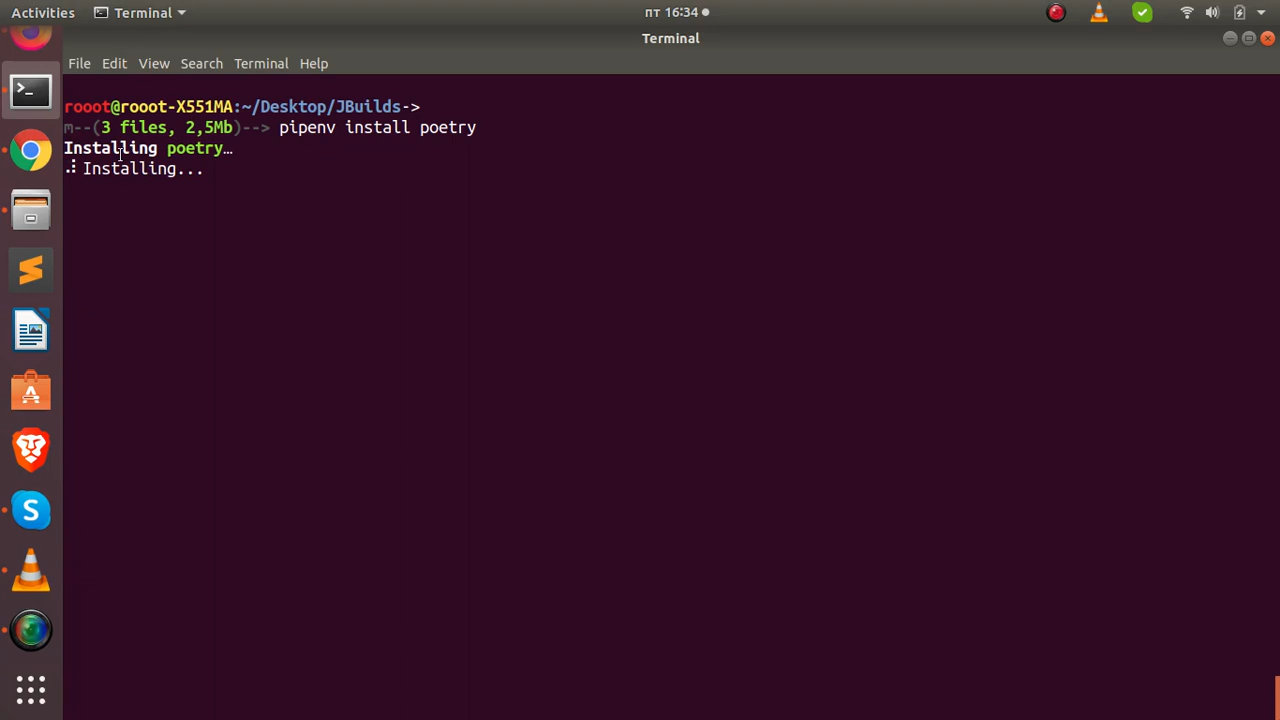 Activities Terminal пт 16:34
Terminal
File Edit View Search Terminal Help
rooot@rooot-X551MA:~/Desktop/JBuilds->
m--(3 files, 2,5Mb)--> pipenv install poetry
Installing poetry…
⠼ Installing...